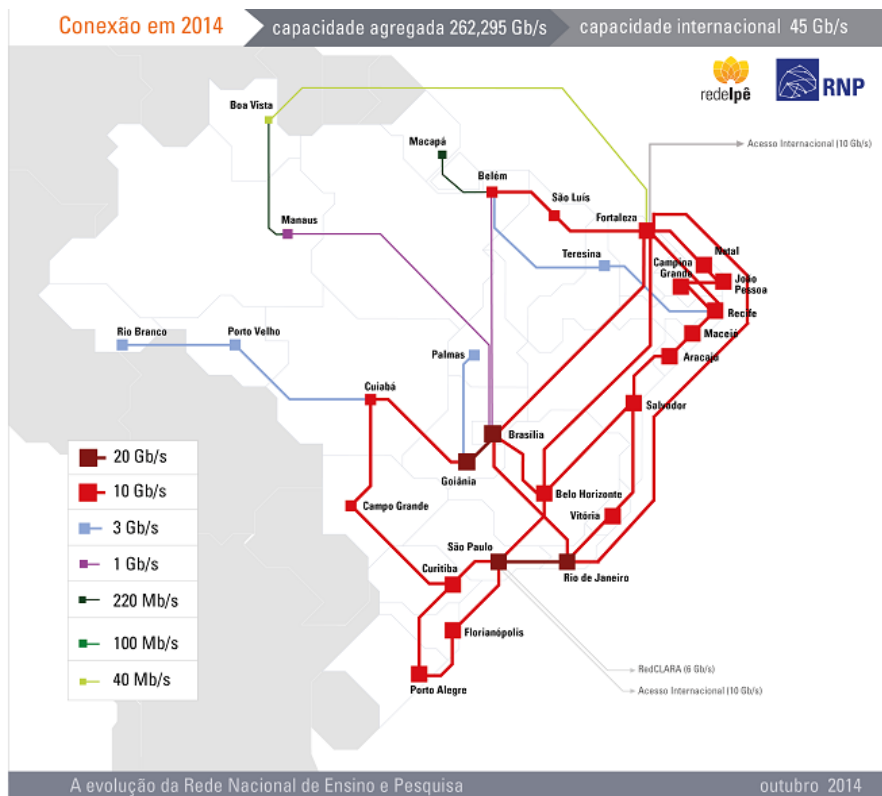 Conexão em 2014
capacidade agregada 262,295 Gb/s
capacidade internacional 45 Gb/s
redeIpê
RNP
Boa Vista
Macapá
Acesso Internacional (10 Gb/s)
Belém
São Luís
Manaus
Fortaleza
Teresina
Natal
Campina
Grande
João
Pessoa
Recife
Rio Branco
Porto Velho
Maceió
Palmas
Aracajo
Cuiabá
Salvador
Brasilia
20 Gb/s
Goiânia
10 Gb/s
Belo Horizonte
Campo Grande
Vitória
3 Gb/s
São Paulo
1 Gb/s
Curitiba
Rio de Janeiro
220 Mb/s
Florianópolis
100 Mb/s
RedCLARA (6 Gb/s)
40 Mb/s
Porto Alegre
Acesso Internacional (10 Gb/s)
A evolução da Rede Nacional de Ensino e Pesquisa
outubro 2014